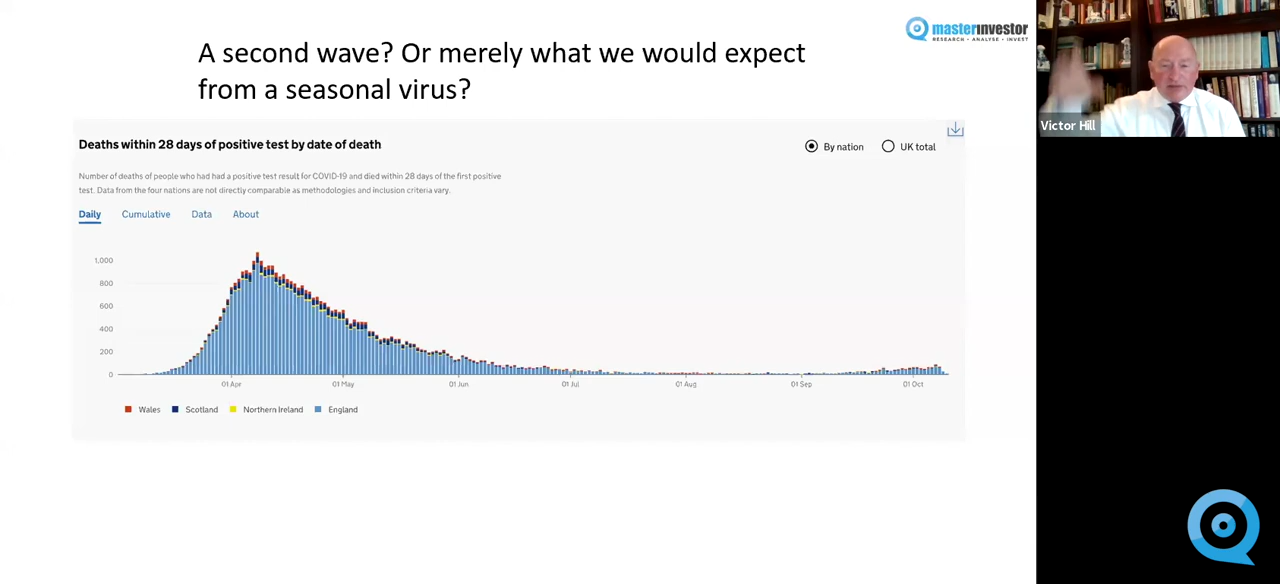 A second wave? Or merely what we would expect
from a seasonal virus?
masterinvestor
RESEARCH • ANALYSE • INVEST
Victor Hill
Deaths within 28 days of positive test by date of death
By nation
UK total
Number of deaths of people who had had a positive test result for COVID-19 and died within 28 days of the first positive
test. Data from the four nations are not directly comparable as methodologies and inclusion criteria vary.
Daily Cumulative Data About
1,000
800
600
400
200
0
01 Apr 01 May 01 Jun 01 Jul 01 Aug 01 Sep 01 Oct
Wales Scotland Northern Ireland England